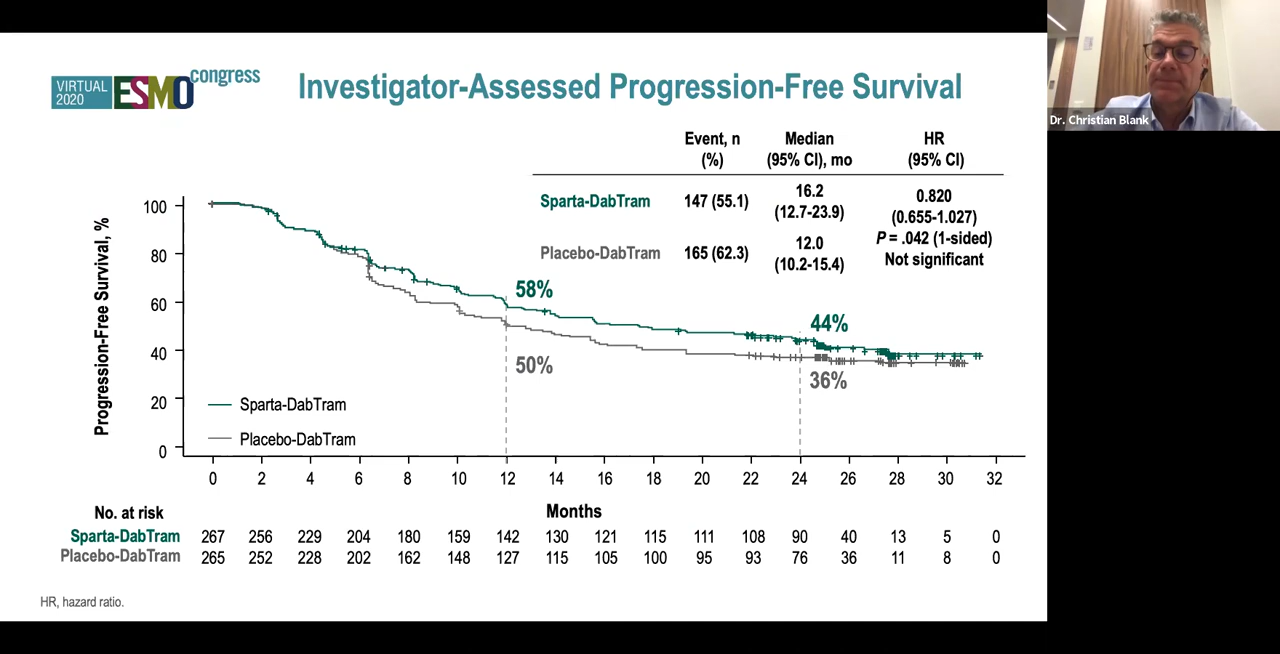 VIRTUAL
2020
ESMO
congress
Investigator-Assessed Progression-Free Survival
Dr. Christian Blank
Event, n
(%)
Median
(95% CI), mo
HR
(95% CI)
Sparta-DabTram
147 (55.1)
16.2
(12.7-23.9)
Placebo-DabTram
165 (62.3)
12.0
(10.2-15.4)
0.820
(0.655-1.027)
P = .042 (1-sided)
Not significant
Progression-Free Survival, %
100
80
60
40
20
0
58%
50%
44%
36%
Sparta-DabTram
Placebo-DabTram
0 2 4 6 8 10 12 14 16 18 20 22 24 26 28 30 32
Months
No. at risk
Sparta-DabTram 267 256 229 204 180 159 142 130 121 115 111 108 90 40 13 5 0
Placebo-DabTram 265 252 228 202 162 148 127 115 105 100 95 93 76 36 11 8 0
HR, hazard ratio.